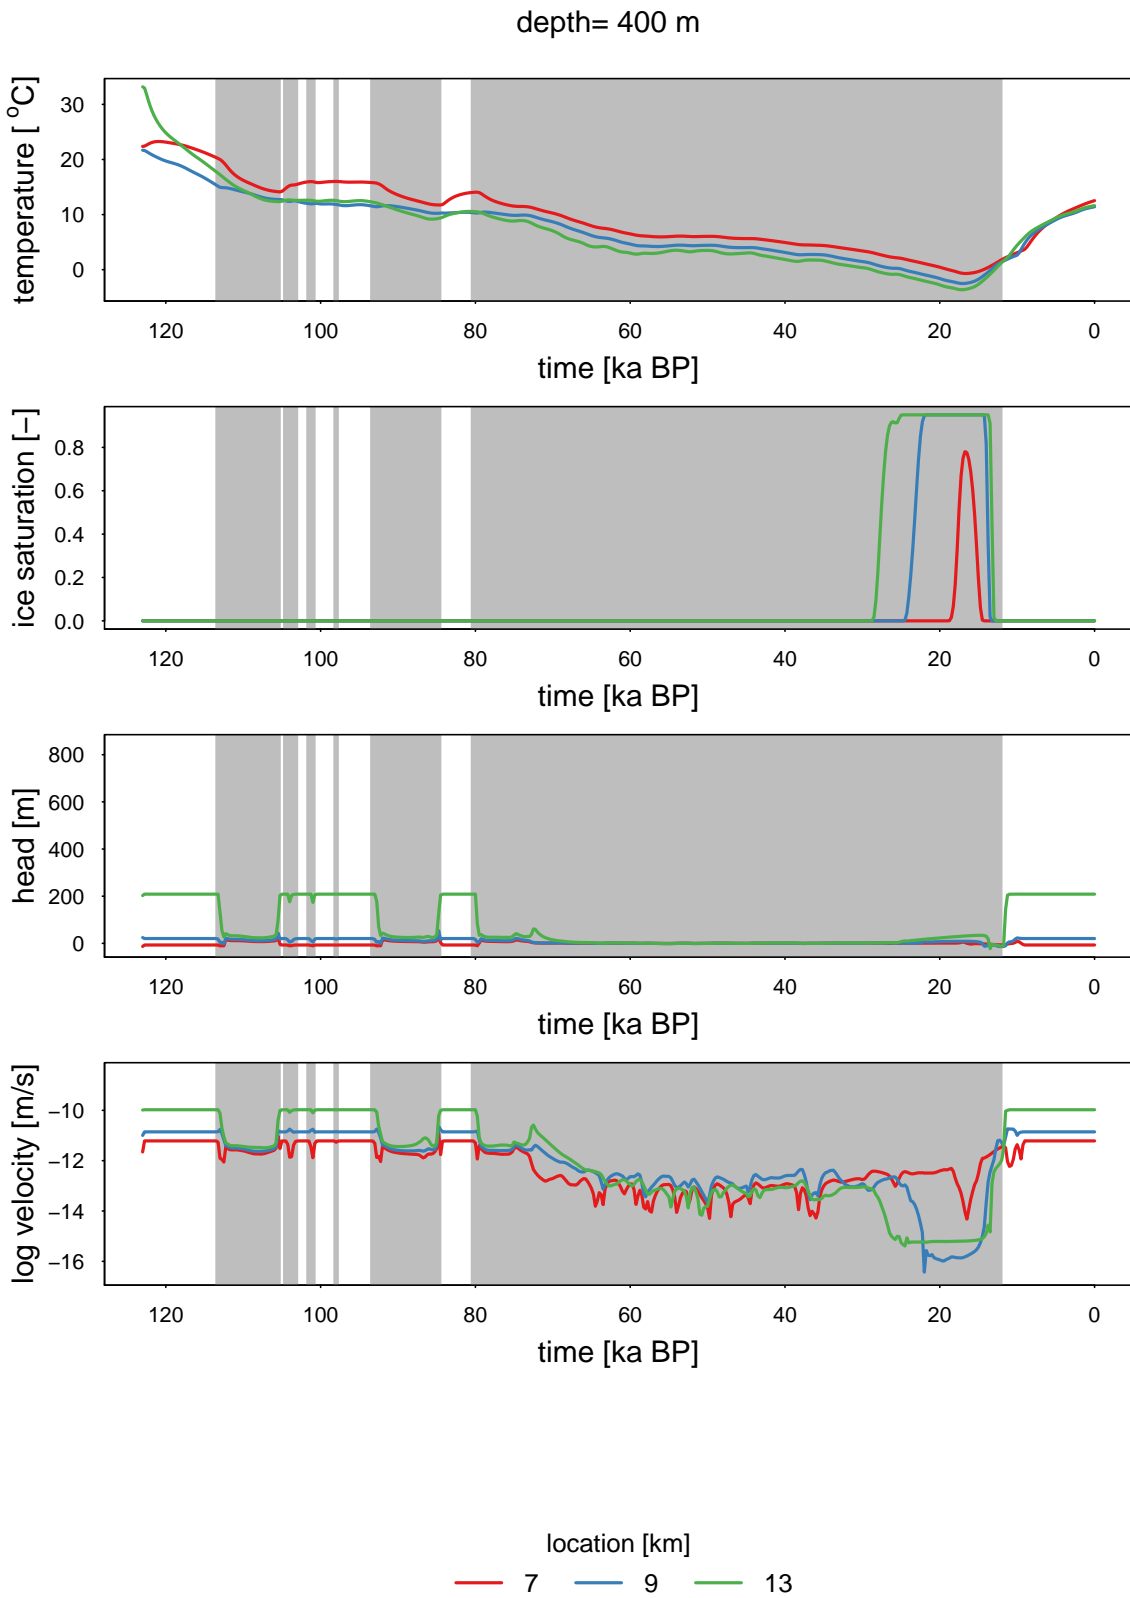 depth= 400 m
temperature [ °C]
30
20
10
0
120 100 80 60 40 20 0
time [ka BP]
ice saturation [−]
0.8
0.6
0.4
0.2
0.0
120 100 80 60 40 20 0
time [ka BP]
head [m]
800
600
400
200
0
120 100 80 60 40 20 0
time [ka BP]
log velocity [m/s]
−10
−12
−14
−16
120 100 80 60 40 20 0
time [ka BP]
location [km]
7 9 13